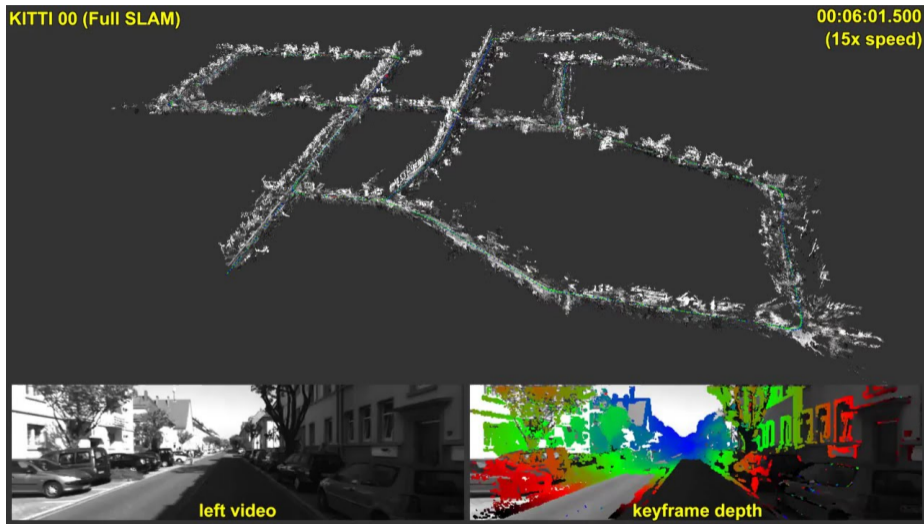 KITTI 00 (Full SLAM)
00:06:01.500
(15x speed)
left video
keyframe depth